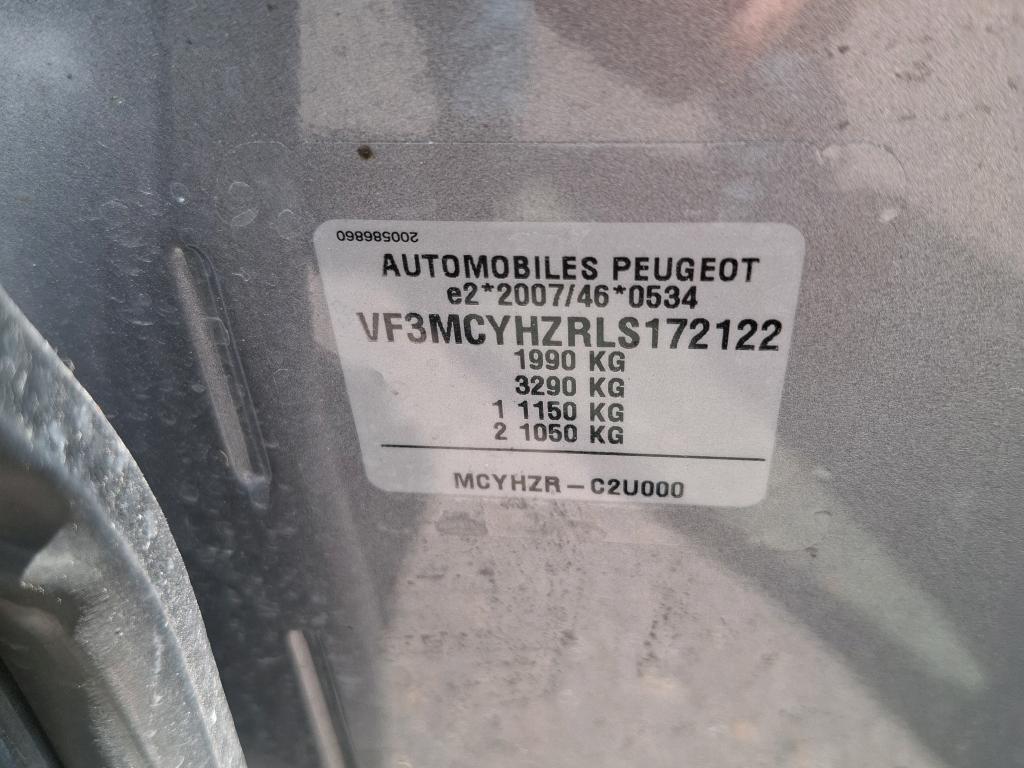 200586860
AUTOMOBILES PEUGEOT
e2*2007/46*0534
VF3MCYHZRLS172122
1990 KG
3290 KG
1 1150 KG
2 1050 KG
MCYHZR - C2U000